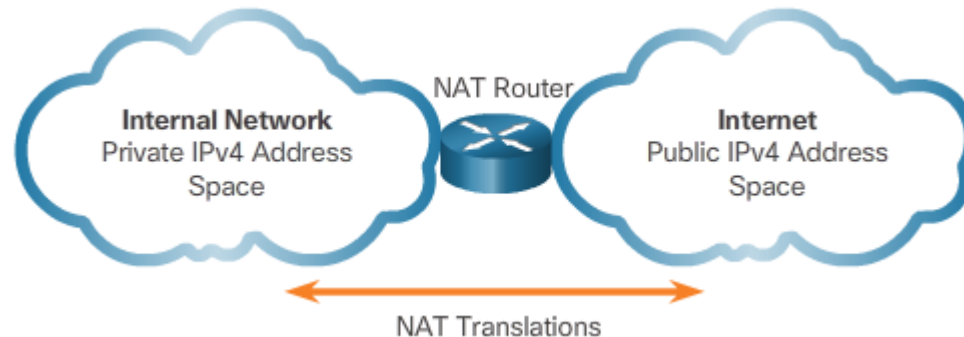 NAT Router
Internal Network
Private IPv4 Address
Space
Internet
Public IPv4 Address
Space
NAT Translations